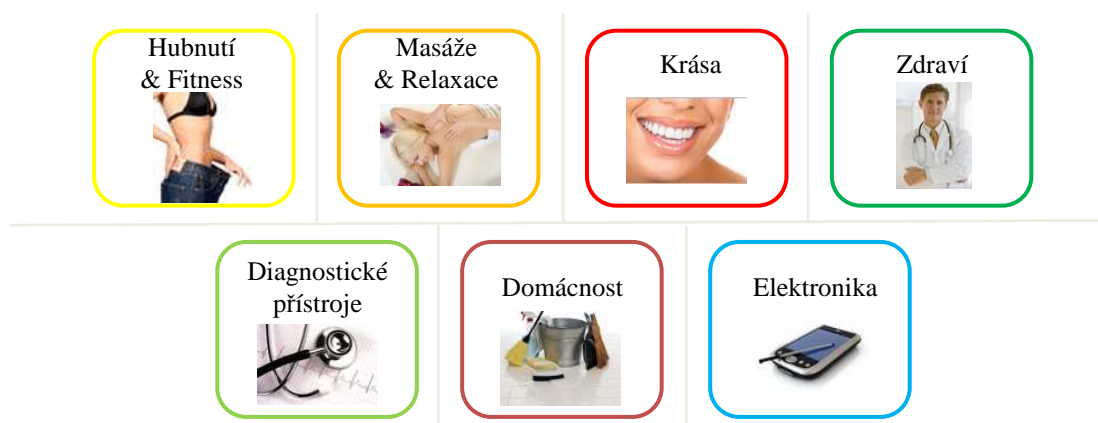 Hubnutí
& Fitness
Masáže
& Relaxace
Krása
Zdraví
Diagnostické
přístroje
Domácnost
Elektronika